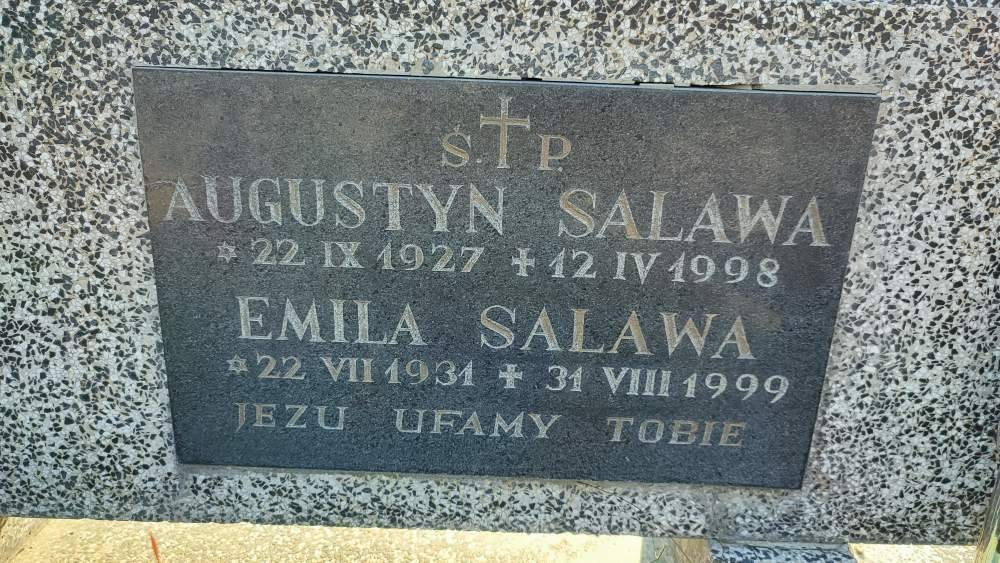 Ś. P.
AUGUSTYN SALAWA
* 22 IX 1927 + 12 IV 1998
EMILA SALAWA
* 22 VII 1931 + 31 VIII 1999
JEZU UFAMY TOBIE